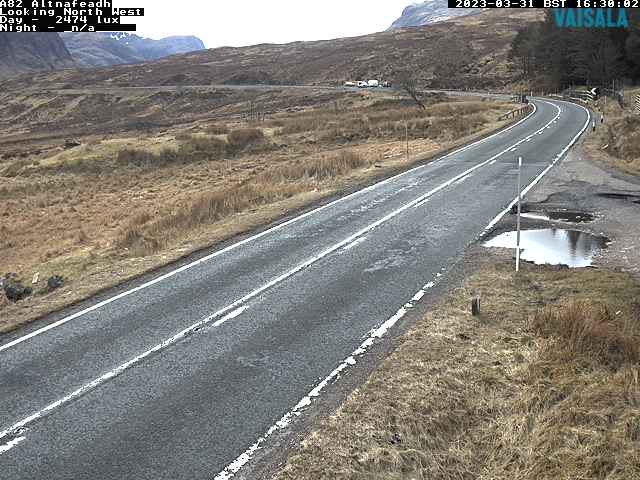 A82 Altnafeadh
Looking North West
Day - 2474 lux
Night - n/a
2023-03-31 BST 16:30:02
VAISALA